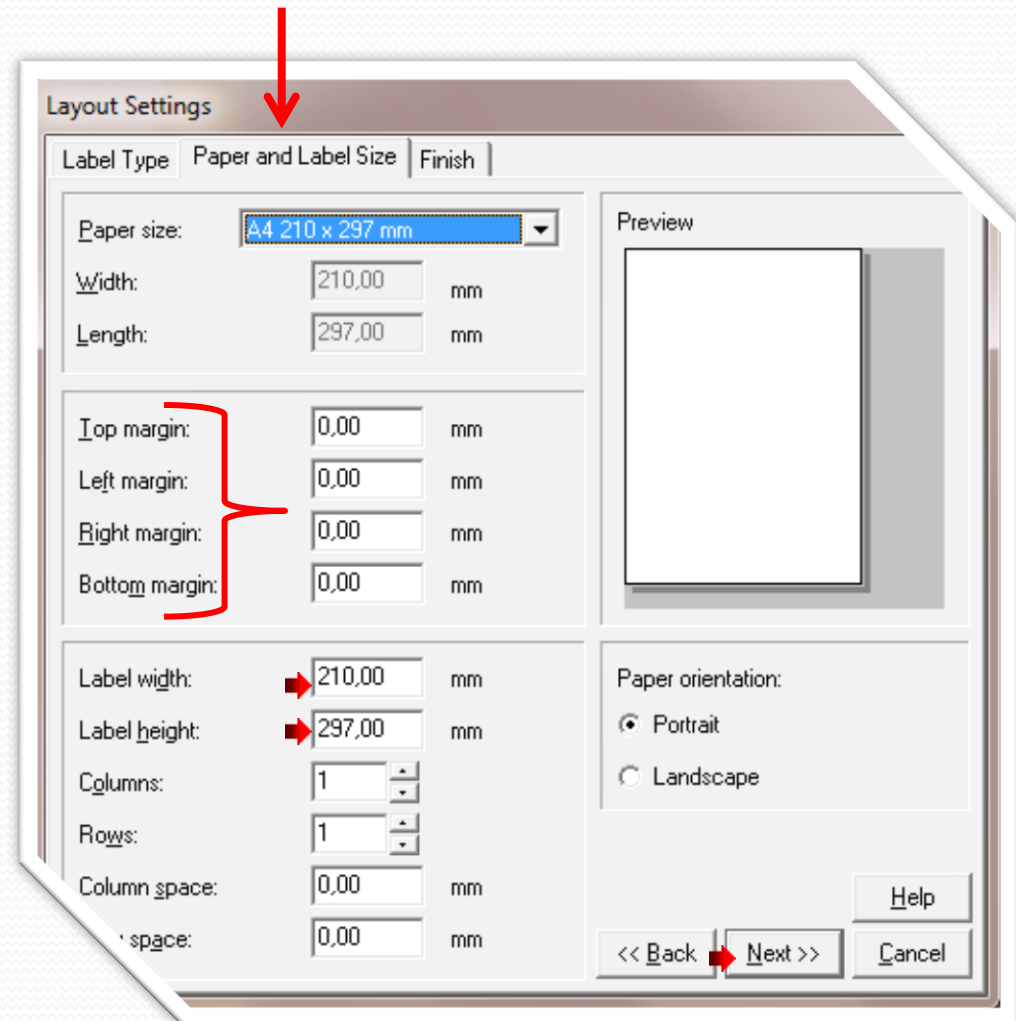 Layout Settings
Label Type Paper and Label Size Finish
Paper size: A4 210 x 297 mm
Width: 210,00 mm
Length: 297,00 mm
Top margin: 0,00 mm
Left margin: 0,00 mm
Right margin: 0,00 mm
Bottom margin: 0,00 mm
Label width: 210,00 mm
Label height: 297,00 mm
Columns: 1
Rows: 1
Column space: 0,00 mm
space: 0,00 mm
Preview
Paper orientation:
Portrait
Landscape
Help
<< Back Next >> Cancel